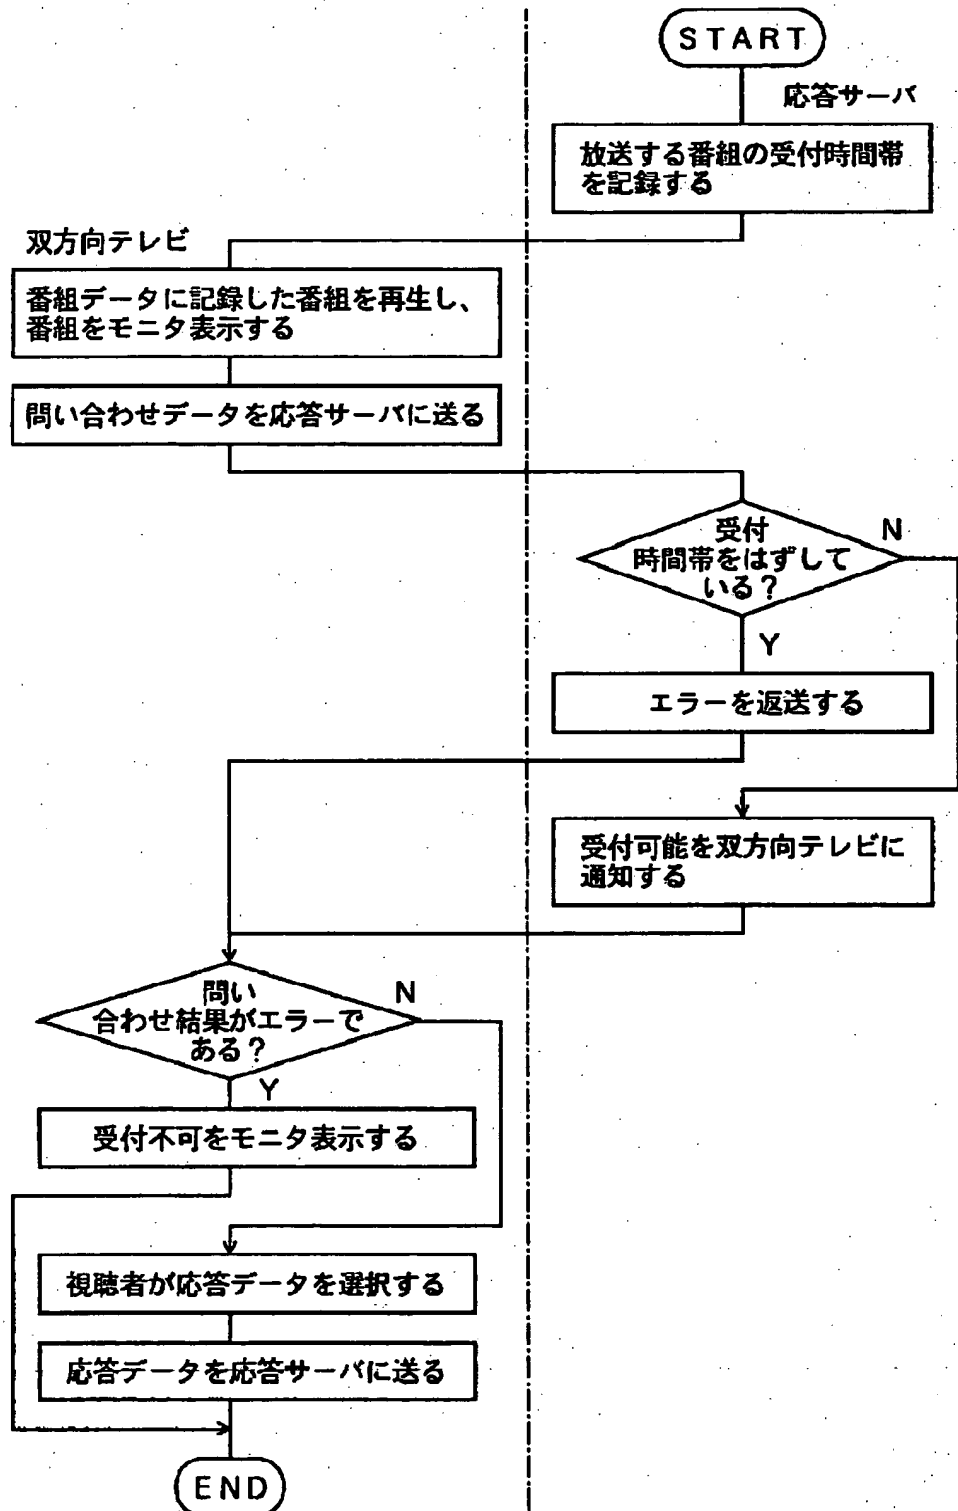 START
応答サーバ
放送する番組の受付時間帯
を記録する
双方向テレビ
番組データに記録した番組を再生し、
番組をモニタ表示する
問い合わせデータを応答サーバに送る
受付
時間帯をはずして
いる？
N
Y
エラーを返送する
受付可能を双方向テレビに
通知する
問い
合わせ結果がエラーで
ある？
N
Y
受付不可をモニタ表示する
視聴者が応答データを選択する
応答データを応答サーバに送る
END